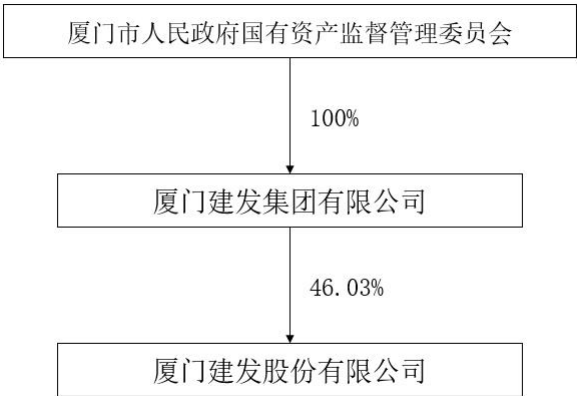 厦门市人民政府国有资产监督管理委员会
100%
厦门建发集团有限公司
46.03%
厦门建发股份有限公司